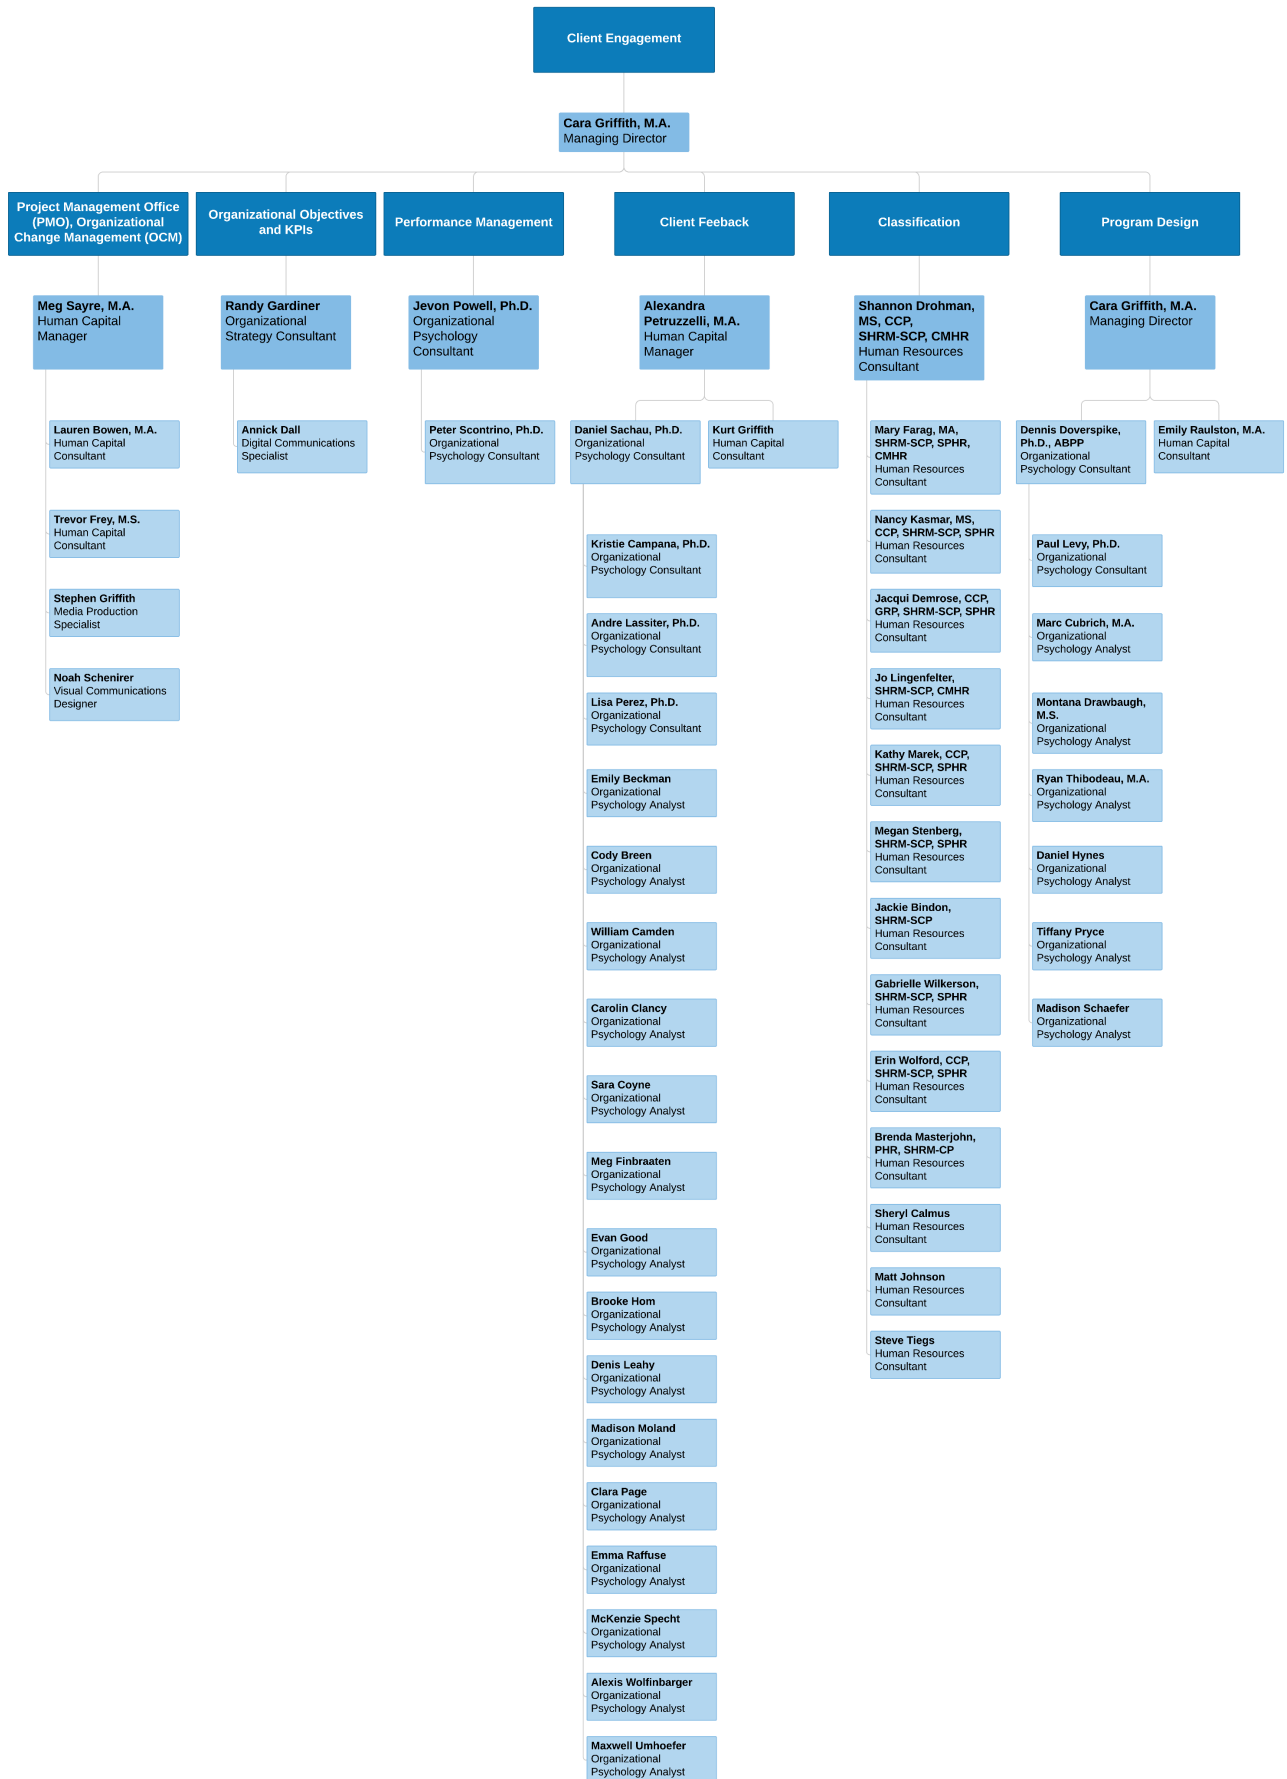 Client Engagement
Cara Griffith, M.A.
Managing Director
Project Management Office
(PMO), Organizational
Change Management (OCM)
Meg Sayre, M.A.
Human Capital
Manager
Lauren Bowen, M.A.
Human Capital
Consultant
Trevor Frey, M.S.
Human Capital
Consultant
Stephen Griffith
Media Production
Specialist
Noah Schenirer
Visual Communications
Designer
Organizational Objectives
and KPIs
Randy Gardiner
Organizational
Strategy Consultant
Annick Dall
Digital Communications
Specialist
Performance Management
Jevon Powell, Ph.D.
Organizational
Psychology
Consultant
Peter Scontrino, Ph.D.
Organizational
Psychology Consultant
Client Feeback
Alexandra
Petruzzelli, M.A.
Human Capital
Manager
Daniel Sachau, Ph.D.
Organizational
Psychology Consultant
Kurt Griffith
Human Capital
Consultant
Kristie Campana, Ph.D.
Organizational
Psychology Consultant
Andre Lassiter, Ph.D.
Organizational
Psychology Consultant
Lisa Perez, Ph.D.
Organizational
Psychology Consultant
Emily Beckman
Organizational
Psychology Analyst
Cody Breen
Organizational
Psychology Analyst
William Camden
Organizational
Psychology Analyst
Carolin Clancy
Organizational
Psychology Analyst
Sara Coyne
Organizational
Psychology Analyst
Meg Finbraaten
Organizational
Psychology Analyst
Evan Good
Organizational
Psychology Analyst
Brooke Hom
Organizational
Psychology Analyst
Denis Leahy
Organizational
Psychology Analyst
Madison Moland
Organizational
Psychology Analyst
Clara Page
Organizational
Psychology Analyst
Emma Raffuse
Organizational
Psychology Analyst
McKenzie Specht
Organizational
Psychology Analyst
Alexis Wolfinbarger
Organizational
Psychology Analyst
Maxwell Umhoefer
Organizational
Psychology Analyst
Classification
Shannon Drohman,
MS, CCP,
SHRM-SCP, CMHR
Human Resources
Consultant
Mary Farag, MA,
SHRM-SCP, SPHR,
CMHR
Human Resources
Consultant
Nancy Kasmar, MS,
CCP, SHRM-SCP, SPHR
Human Resources
Consultant
Jacqui Demrose, CCP,
GRP, SHRM-SCP, SPHR
Human Resources
Consultant
Jo Lingenfelter,
SHRM-SCP, CMHR
Human Resources
Consultant
Kathy Marek, CCP,
SHRM-SCP, SPHR
Human Resources
Consultant
Megan Stenberg,
SHRM-SCP, SPHR
Human Resources
Consultant
Jackie Bindon,
SHRM-SCP
Human Resources
Consultant
Gabrielle Wilkerson,
SHRM-SCP, SPHR
Human Resources
Consultant
Erin Wolford, CCP,
SHRM-SCP, SPHR
Human Resources
Consultant
Brenda Masterjohn,
PHR, SHRM-CP
Human Resources
Consultant
Sheryl Calmus
Human Resources
Consultant
Matt Johnson
Human Resources
Consultant
Steve Tiegs
Human Resources
Consultant
Program Design
Cara Griffith, M.A.
Managing Director
Dennis Doverspike,
Ph.D., ABPP
Organizational
Psychology Consultant
Emily Raulston, M.A.
Human Capital
Consultant
Paul Levy, Ph.D.
Organizational
Psychology Consultant
Marc Cubrich, M.A.
Organizational
Psychology Analyst
Montana Drawbaugh,
M.S.
Organizational
Psychology Analyst
Ryan Thibodeau, M.A.
Organizational
Psychology Analyst
Daniel Hynes
Organizational
Psychology Analyst
Tiffany Pryce
Organizational
Psychology Analyst
Madison Schaefer
Organizational
Psychology Analyst